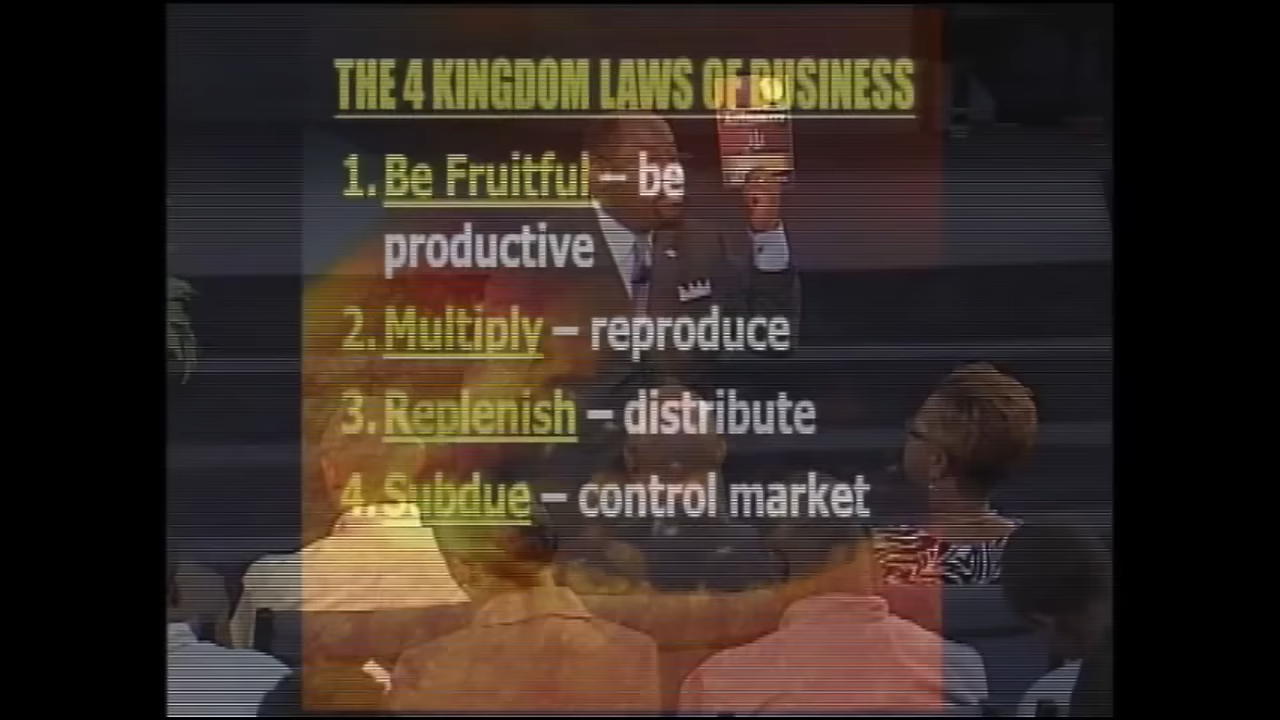 THE 4 KINGDOM LAWS OF BUSINESS
1. Be Fruitful – be
productive
2. Multiply – reproduce
3. Replenish – distribute
4. Subdue – control market